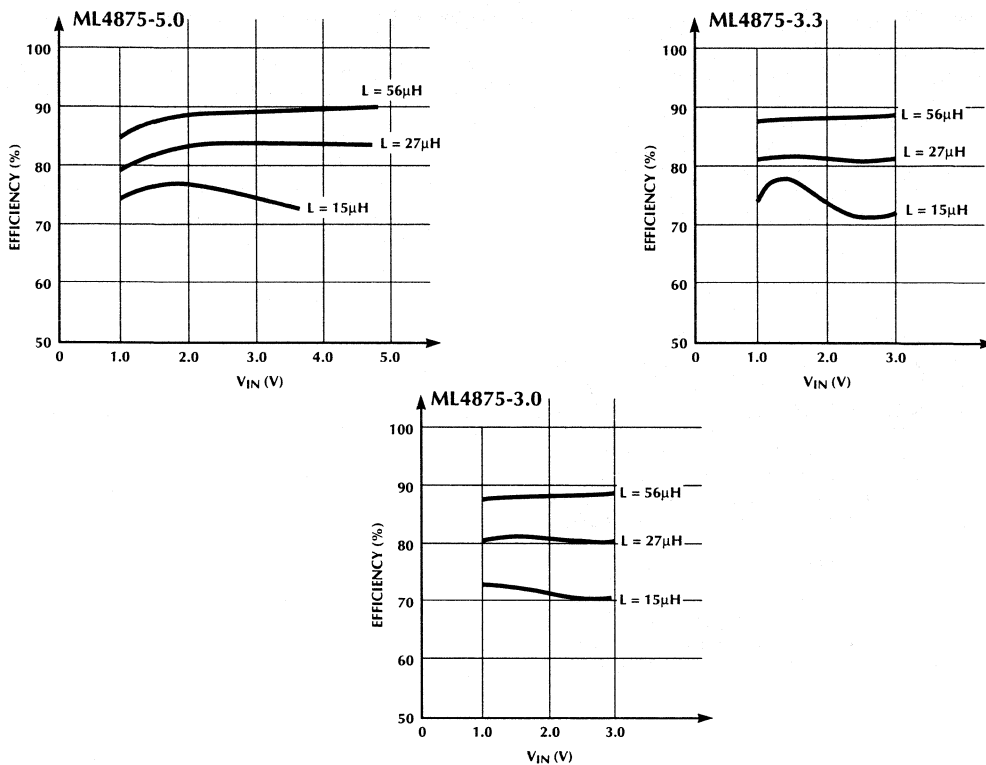 ML4875-5.0
EFFICIENCY (%)
100
90
80
70
60
50
L = 56µH
L = 27µH
L = 15µH
0 1.0 2.0 3.0 4.0 5.0
VIN (V)
ML4875-3.3
EFFICIENCY (%)
100
90
80
70
60
50
L = 56µH
L = 27µH
L = 15µH
0 1.0 2.0 3.0
VIN (V)
ML4875-3.0
EFFICIENCY (%)
100
90
80
70
60
50
L = 56µH
L = 27µH
L = 15µH
0 1.0 2.0 3.0
VIN (V)